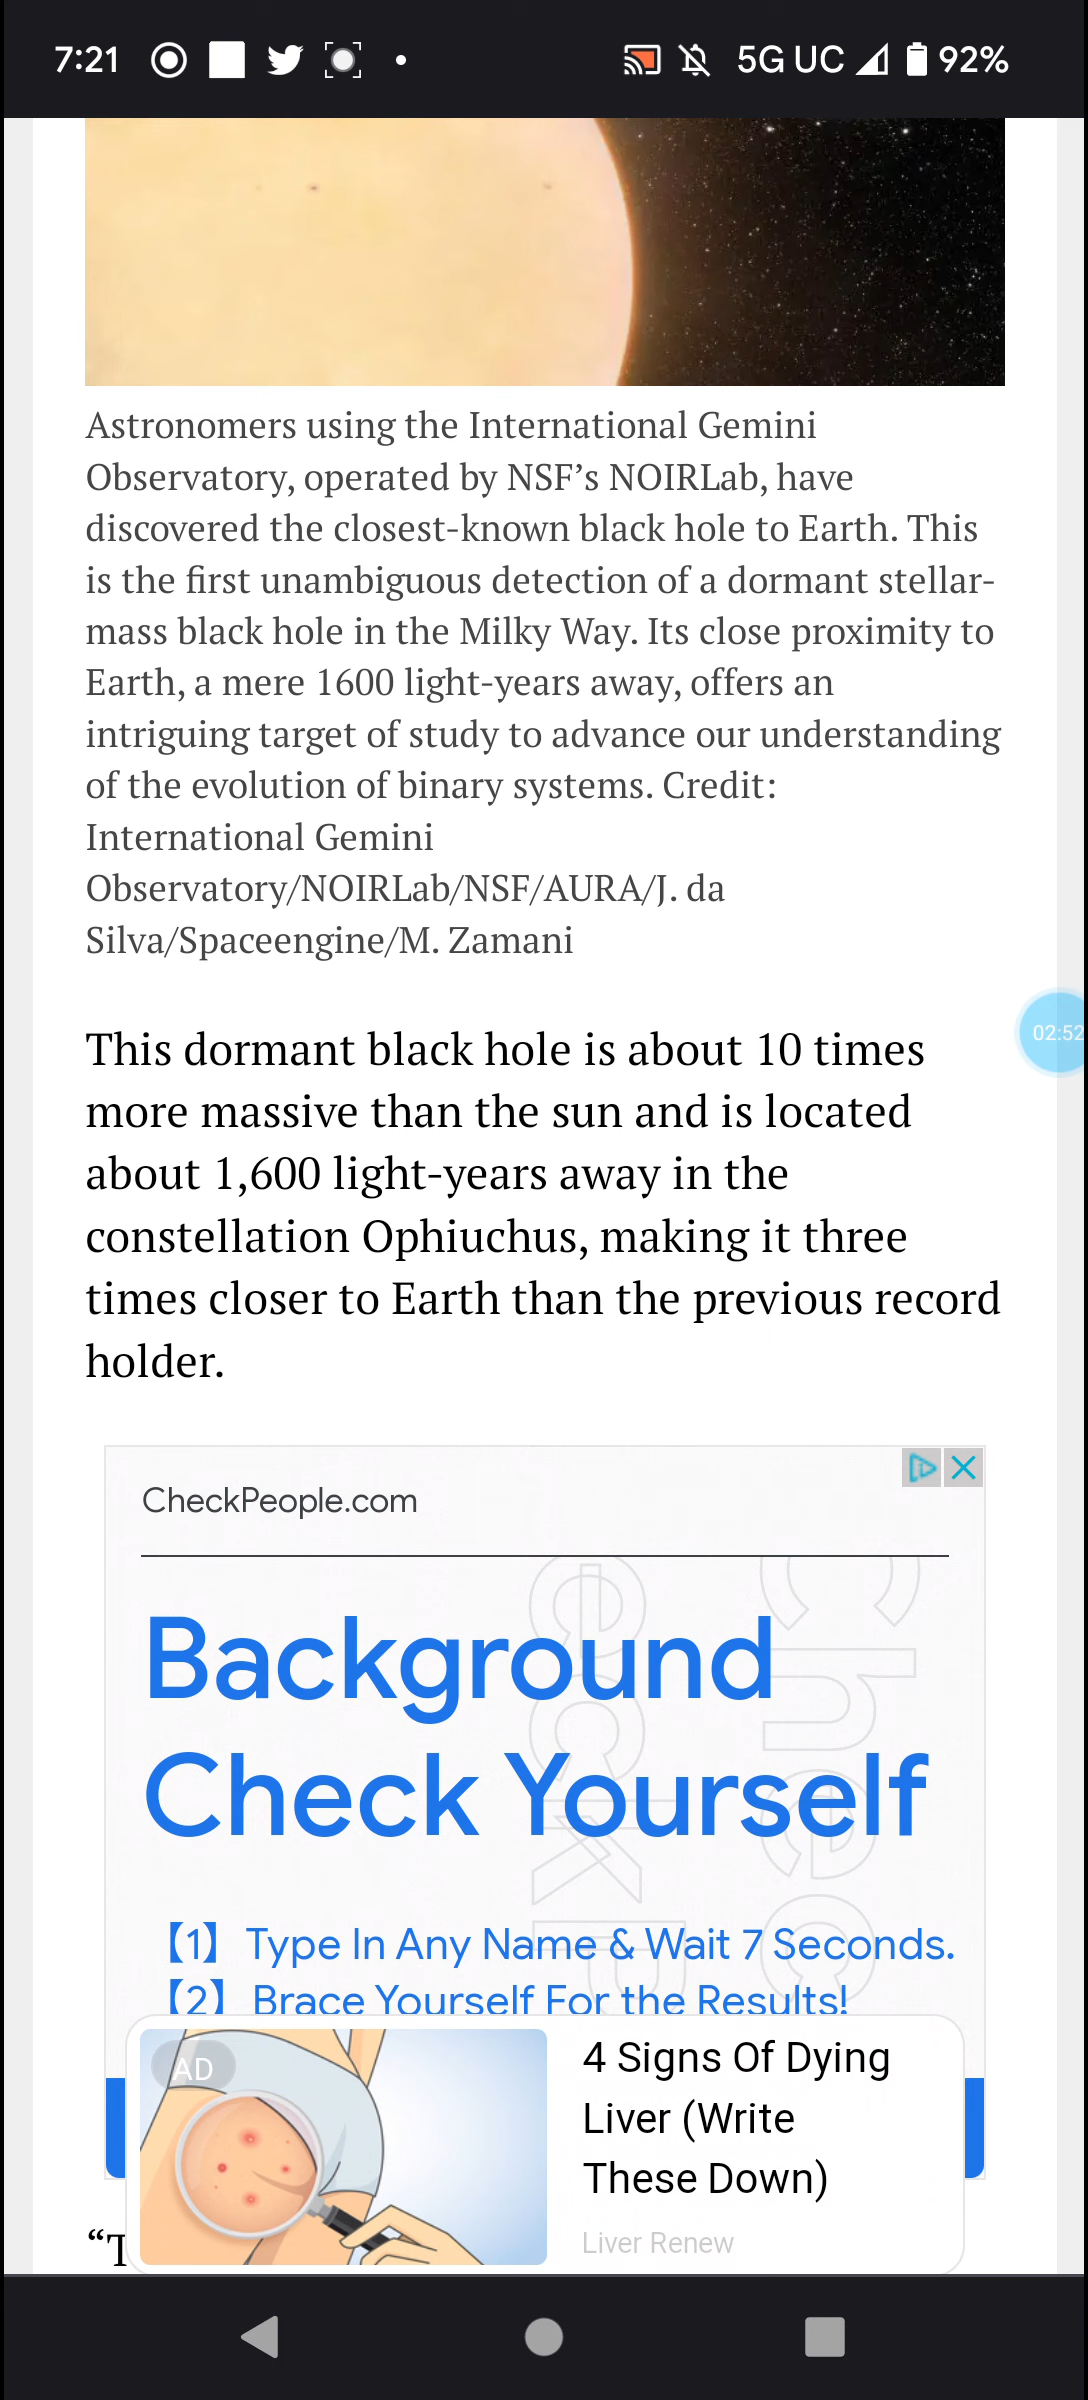 7:21 5G UC 92%
Astronomers using the International Gemini
Observatory, operated by NSF’s NOIRLab, have
discovered the closest-known black hole to Earth. This
is the first unambiguous detection of a dormant stellar-
mass black hole in the Milky Way. Its close proximity to
Earth, a mere 1600 light-years away, offers an
intriguing target of study to advance our understanding
of the evolution of binary systems. Credit:
International Gemini
Observatory/NOIRLab/NSF/AURA/J. da
Silva/Spaceengine/M. Zamani
02:52
This dormant black hole is about 10 times
more massive than the sun and is located
about 1,600 light-years away in the
constellation Ophiuchus, making it three
times closer to Earth than the previous record
holder.
CheckPeople.com
Background
Check Yourself
【1】 Type In Any Name & Wait 7 Seconds.
【2】 Brace Yourself For the Results!
AD
4 Signs Of Dying
Liver (Write
These Down)
Liver Renew
“T